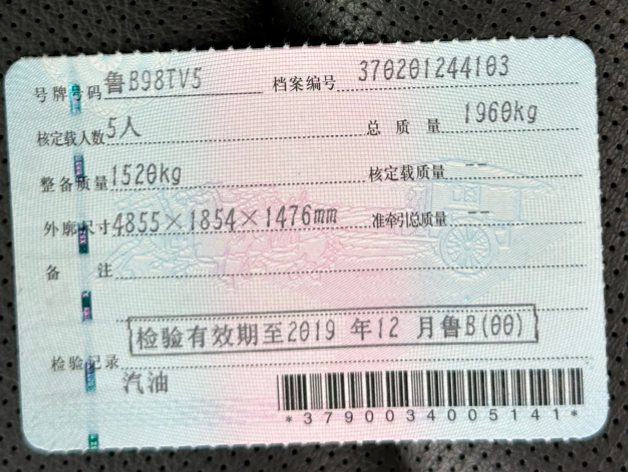 号牌号码 鲁B98TV5 档案编号 370201244103
核定载人数 5人 总质量 1960kg
整备质量 1520kg 核定载质量 --
外廓尺寸 4855×1854×1476mm 准牵引总质量 --
备注
检验有效期至2019 年12 月鲁B(00)
检验记录
汽油
*3790034005141*